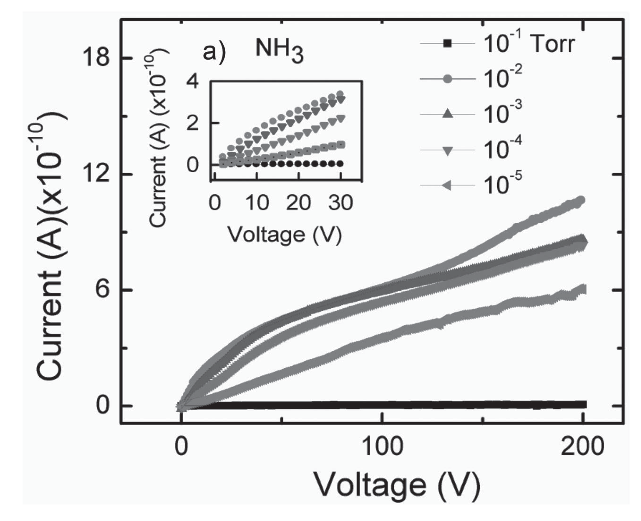 a) NH3
Current (A) (x10-10)
4
2
0
0 10 20 30
Voltage (V)
10-1 Torr
10-2
10-3
10-4
10-5
Current (A)(x10-10)
18
12
6
0
0 100 200
Voltage (V)